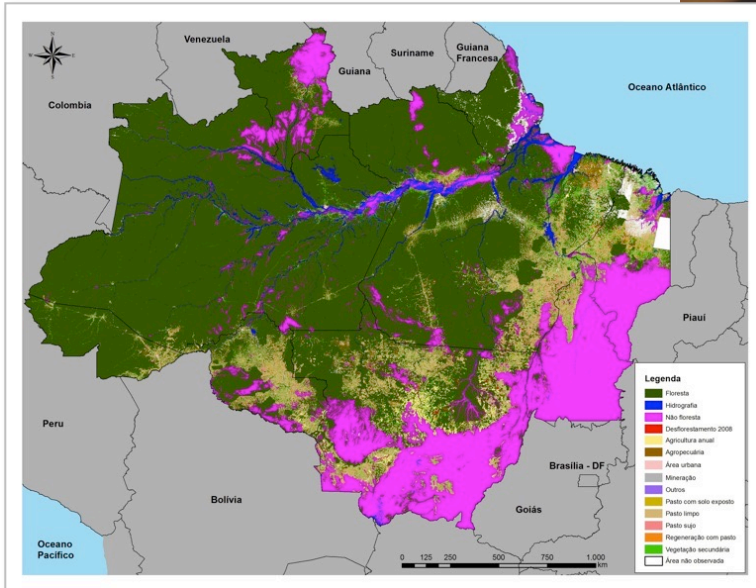 Venezuela
Suriname
Guiana
Francesa
Guiana
Colombia
Oceano Atlântico
Piauí
Peru
Bolívia
Brasília - DF
Goiás
Oceano
Pacífico
0 125 250 500 750 1.000
km
Legenda
Floresta
Hidrografia
Não floresta
Desflorestamento 2008
Agricultura anual
Agropecuária
Área urbana
Mineração
Outros
Pasto com solo exposto
Pasto limpo
Pasto sujo
Regeneração com pasto
Vegetação secundária
Área não observada